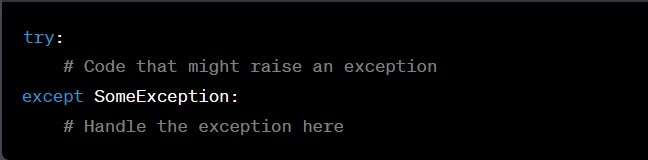 try:
    # Code that might raise an exception
except SomeException:
    # Handle the exception here